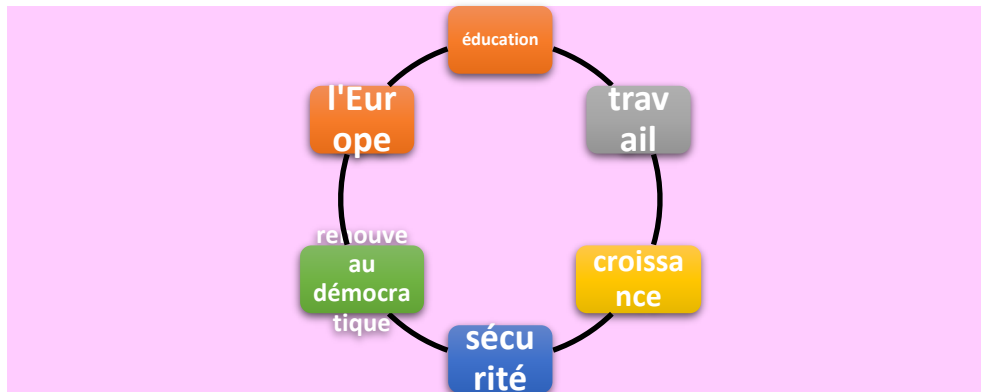 éducation
trav
ail
croissa
nce
sécu
rité
renouve
au
démocra
tique
l'Eur
ope